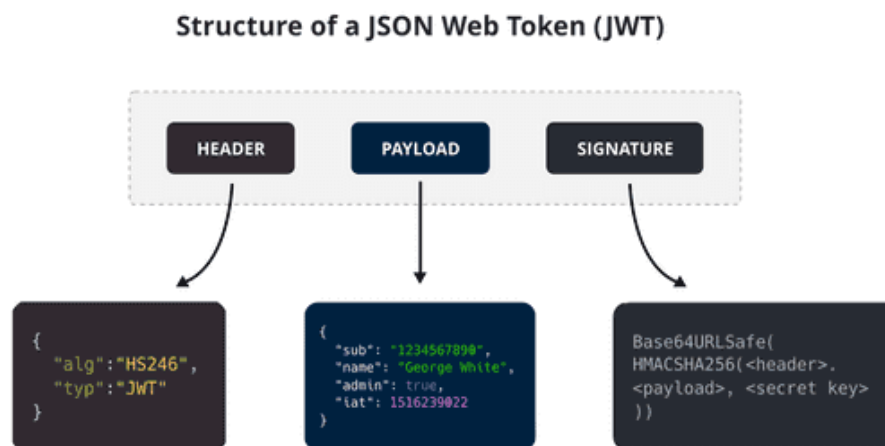 Structure of a JSON Web Token (JWT)
HEADER
PAYLOAD
SIGNATURE
{
"alg":"HS246",
"typ":"JWT"
}
{
"sub": "1234567890",
"name": "George White",
"admin": true,
"iat": 1516239022
}
Base64URLSafe(
HMACSHA256(<header>.
<payload>, <secret key>
))